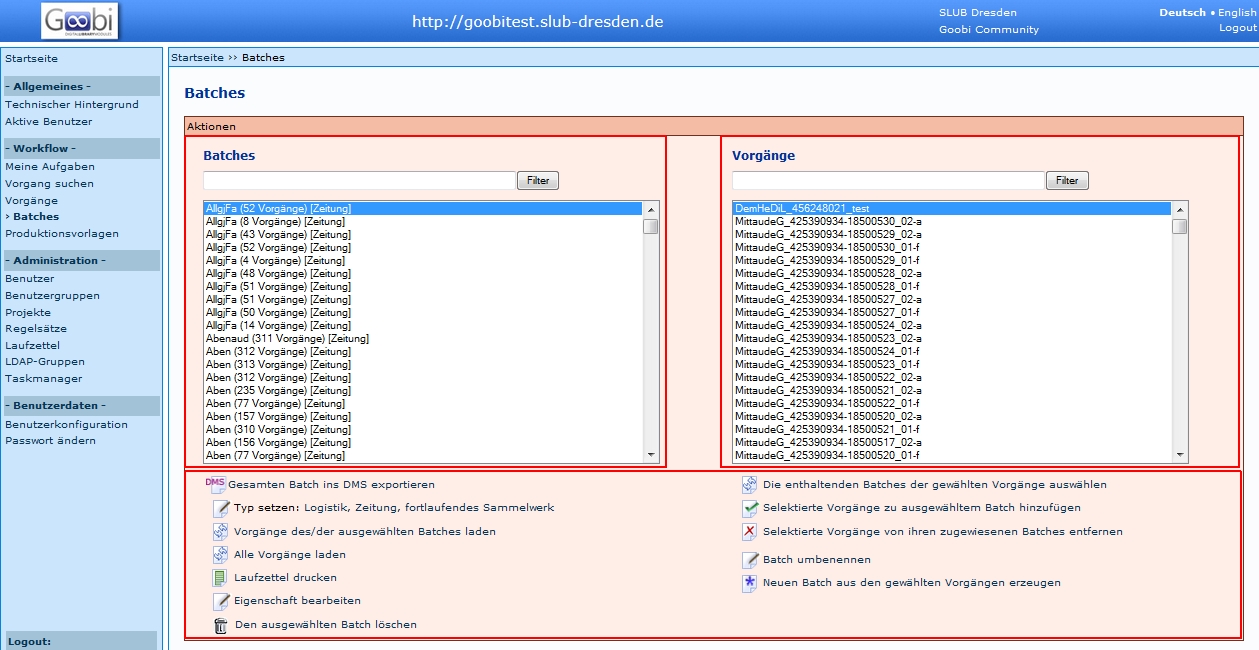 Goobi
DIGITAL LIBRARY MODULES
http://goobitest.slub-dresden.de
SLUB Dresden
Goobi Community
Deutsch • English
Logout
Startseite
- Allgemeines -
Technischer Hintergrund
Aktive Benutzer
- Workflow -
Meine Aufgaben
Vorgang suchen
Vorgänge
› Batches
Produktionsvorlagen
- Administration -
Benutzer
Benutzergruppen
Projekte
Regelsätze
Laufzettel
LDAP-Gruppen
Taskmanager
- Benutzerdaten -
Benutzerkonfiguration
Passwort ändern
Logout:
Startseite ›› Batches
Batches
Aktionen
Batches
Filter
AllgjFa (52 Vorgänge) [Zeitung]
AllgjFa (8 Vorgänge) [Zeitung]
AllgjFa (43 Vorgänge) [Zeitung]
AllgjFa (52 Vorgänge) [Zeitung]
AllgjFa (4 Vorgänge) [Zeitung]
AllgjFa (48 Vorgänge) [Zeitung]
AllgjFa (51 Vorgänge) [Zeitung]
AllgjFa (51 Vorgänge) [Zeitung]
AllgjFa (50 Vorgänge) [Zeitung]
AllgjFa (14 Vorgänge) [Zeitung]
Abenaud (311 Vorgänge) [Zeitung]
Aben (312 Vorgänge) [Zeitung]
Aben (313 Vorgänge) [Zeitung]
Aben (312 Vorgänge) [Zeitung]
Aben (235 Vorgänge) [Zeitung]
Aben (77 Vorgänge) [Zeitung]
Aben (157 Vorgänge) [Zeitung]
Aben (310 Vorgänge) [Zeitung]
Aben (156 Vorgänge) [Zeitung]
Aben (77 Vorgänge) [Zeitung]
Vorgänge
Filter
DemHeDiL_456248021_test
MittaudeG_425390934-18500530_02-a
MittaudeG_425390934-18500529_02-a
MittaudeG_425390934-18500530_01-f
MittaudeG_425390934-18500529_01-f
MittaudeG_425390934-18500528_02-a
MittaudeG_425390934-18500528_01-f
MittaudeG_425390934-18500527_02-a
MittaudeG_425390934-18500527_01-f
MittaudeG_425390934-18500524_02-a
MittaudeG_425390934-18500523_02-a
MittaudeG_425390934-18500524_01-f
MittaudeG_425390934-18500523_01-f
MittaudeG_425390934-18500522_02-a
MittaudeG_425390934-18500521_02-a
MittaudeG_425390934-18500522_01-f
MittaudeG_425390934-18500520_02-a
MittaudeG_425390934-18500521_01-f
MittaudeG_425390934-18500517_02-a
MittaudeG_425390934-18500520_01-f
DMS Gesamten Batch ins DMS exportieren
Typ setzen: Logistik, Zeitung, fortlaufendes Sammelwerk
Vorgänge des/der ausgewählten Batches laden
Alle Vorgänge laden
Laufzettel drucken
Eigenschaft bearbeiten
Den ausgewählten Batch löschen
Die enthaltenden Batches der gewählten Vorgänge auswählen
Selektierte Vorgänge zu ausgewähltem Batch hinzufügen
Selektierte Vorgänge von ihren zugewiesenen Batches entfernen
Batch umbenennen
Neuen Batch aus den gewählten Vorgängen erzeugen